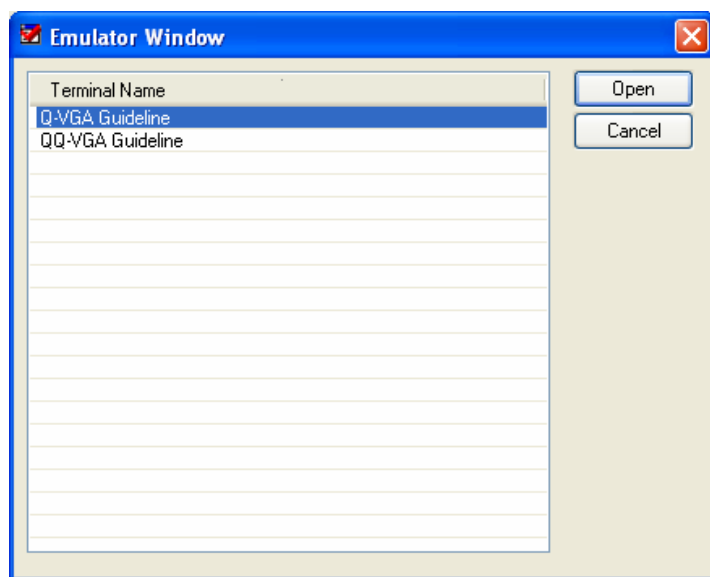 Emulator Window
Terminal Name
Q-VGA Guideline
QQ-VGA Guideline
Open
Cancel